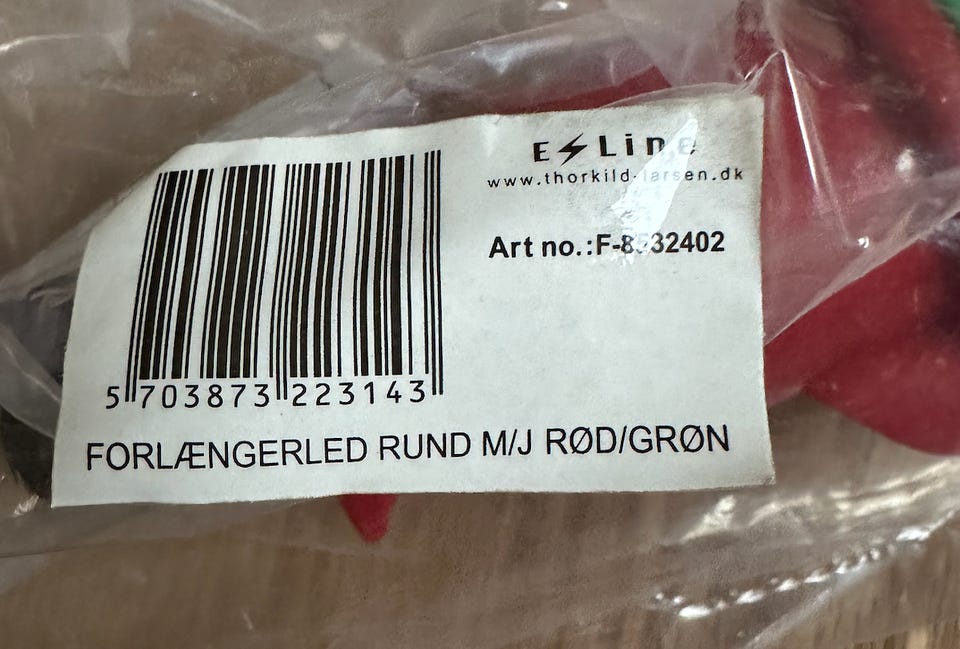 E Line
www.thorkild-larsen.dk
5 703873 223143
FORLÆNGERLED RUND M/J RØD/GRØN
Art no.: